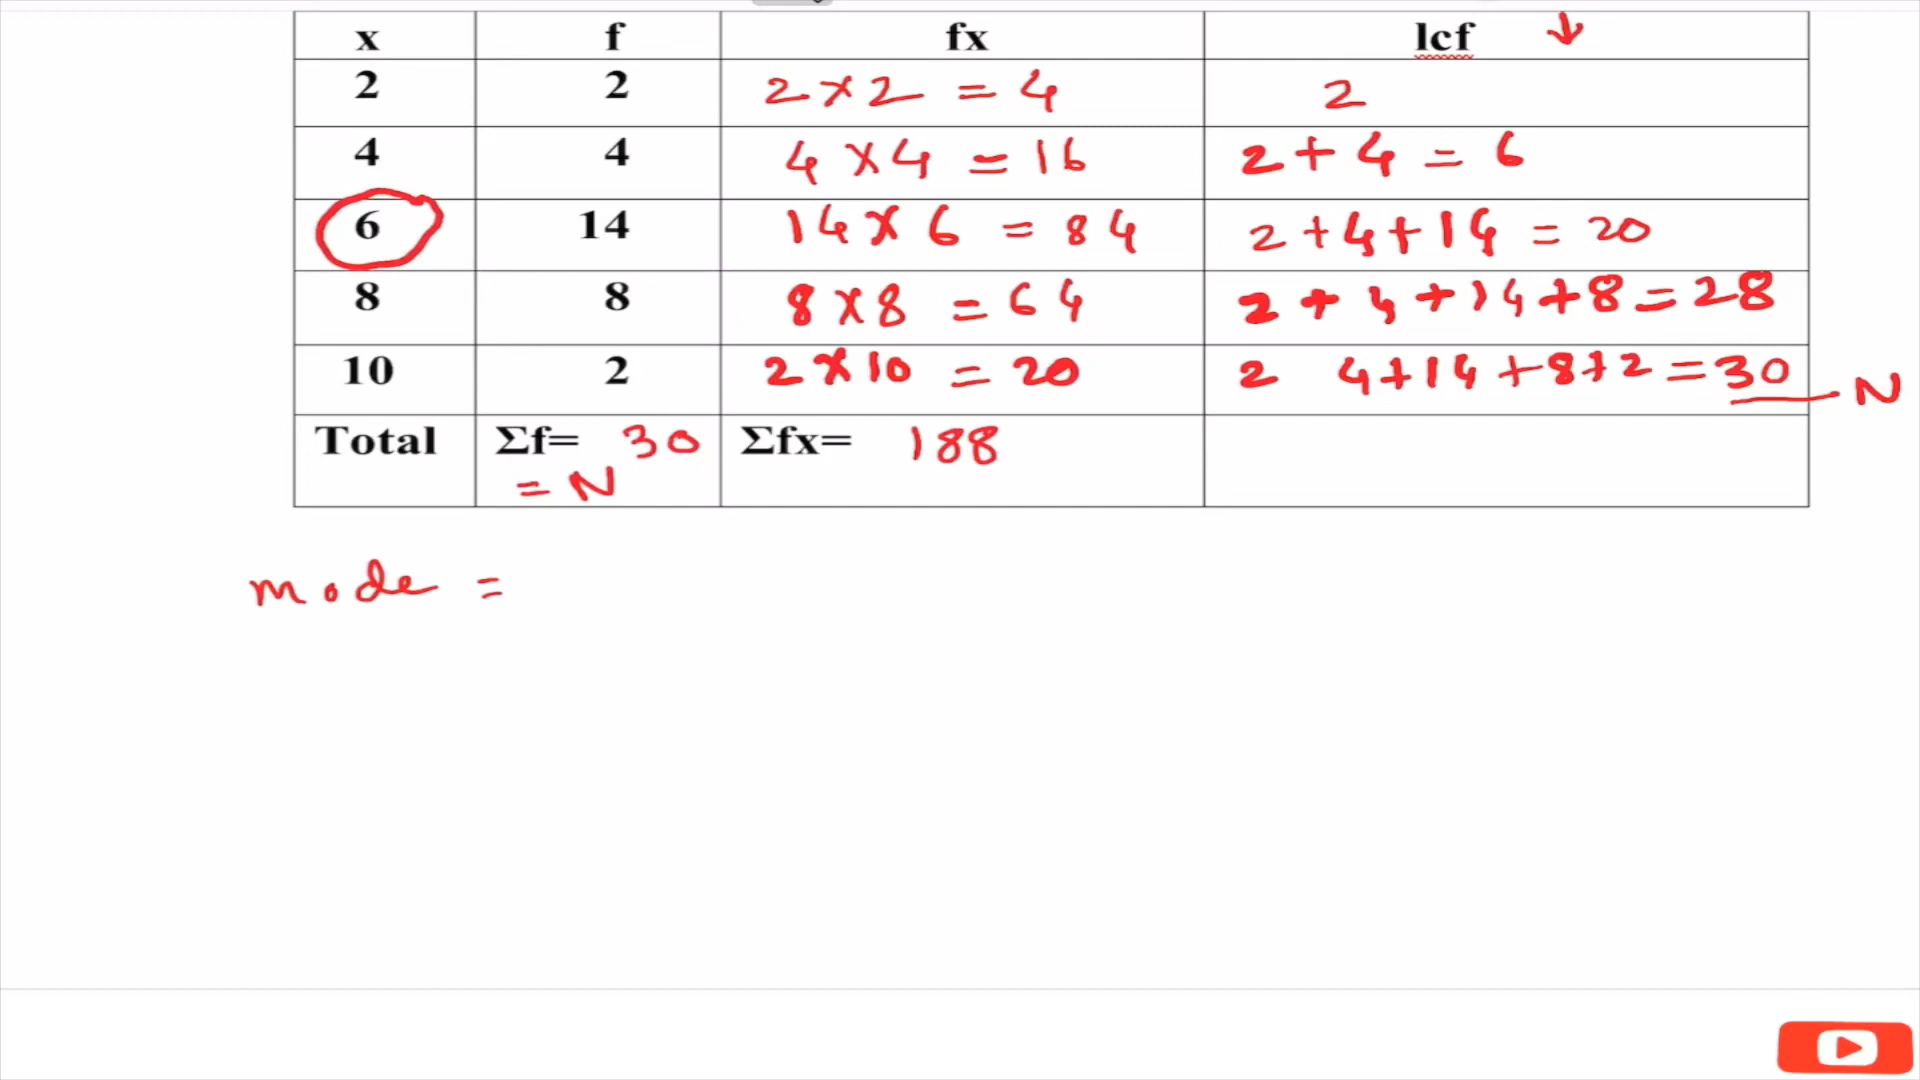 x f fx lcf ↓
2 2 2 × 2 = 4 2
4 4 4 × 4 = 16 2 + 4 = 6
6 14 14 × 6 = 84 2 + 4 + 14 = 20
8 8 8 × 8 = 64 2 + 4 + 14 + 8 = 28
10 2 2 × 10 = 20 2 4 + 14 + 8 + 2 = 30 N
Total Σf= 30 Σfx= 188
= N
mode =